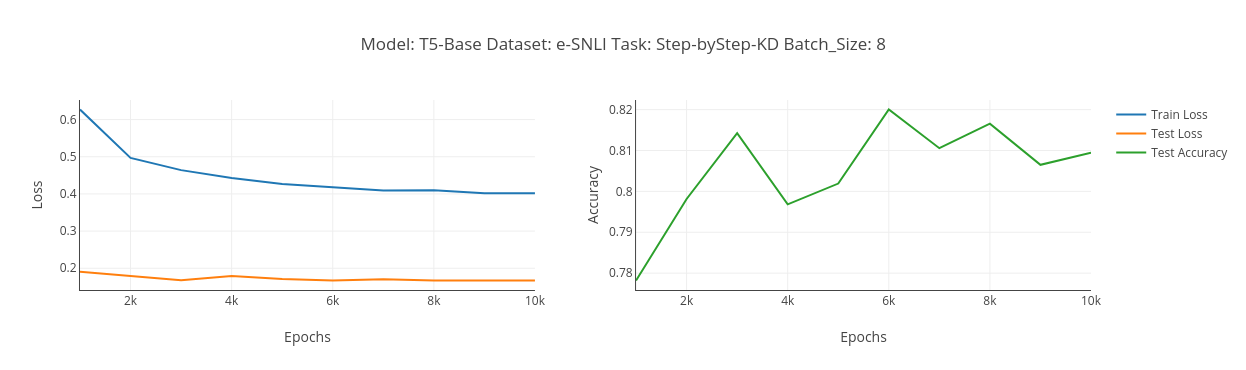 Model: T5-Base Dataset: e-SNLI Task: Step-byStep-KD Batch_Size: 8
0.6
0.5
0.4
0.3
0.2
Loss
2k 4k 6k 8k 10k
Epochs
0.82
0.81
0.8
0.79
0.78
Accuracy
2k 4k 6k 8k 10k
Epochs
Train Loss
Test Loss
Test Accuracy